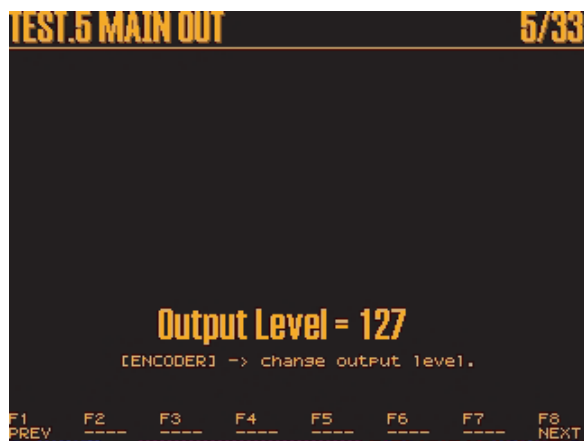 TEST.5 MAIN OUT 5/33
Output Level = 127
[ENCODER] -> change output level.
F1 F2 F3 F4 F5 F6 F7 F8
PREV ---- ---- ---- ---- ---- ---- NEXT